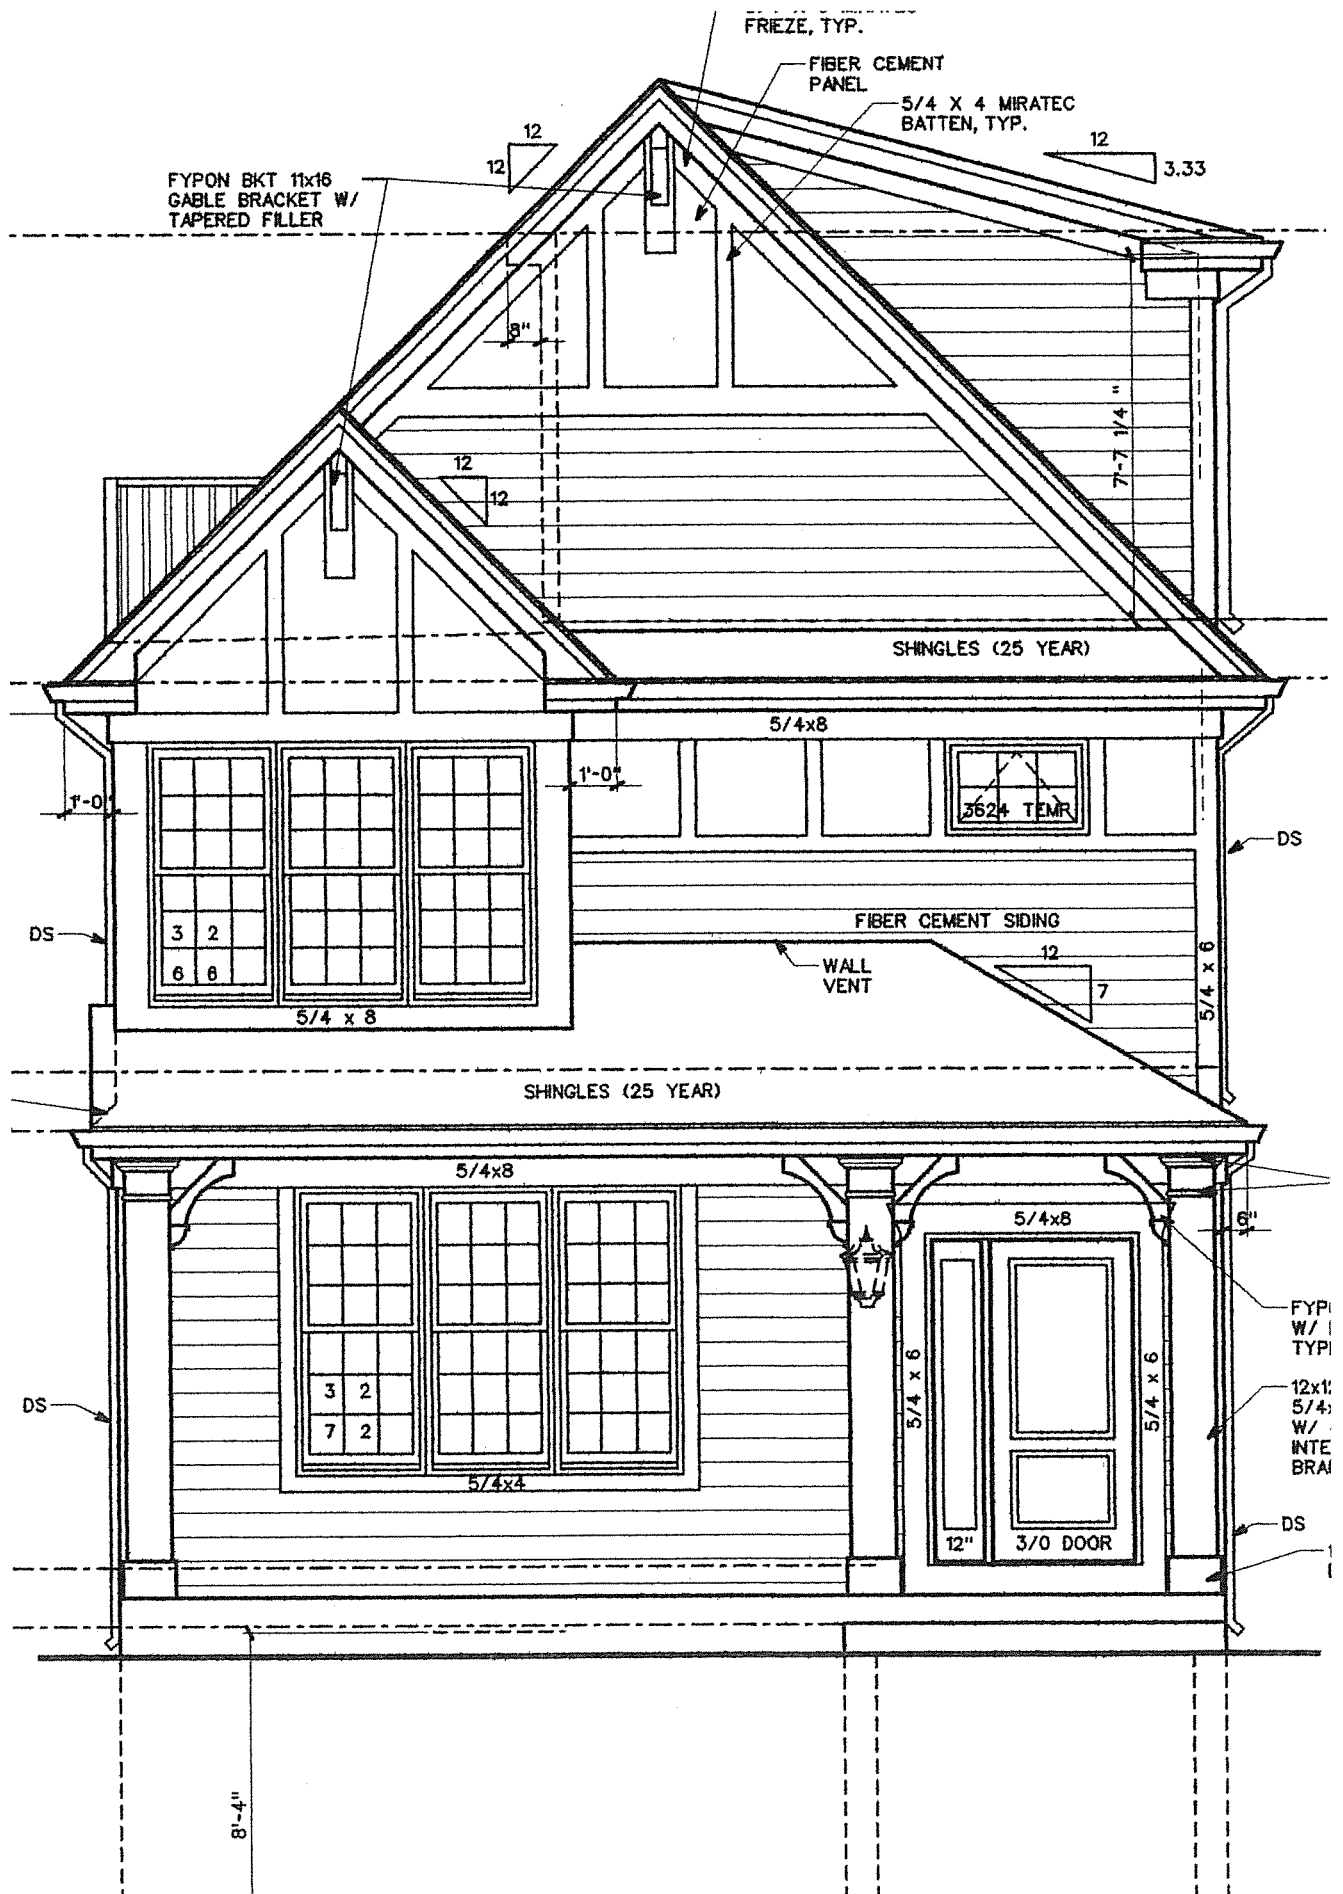 FRIEZE, TYP.
FIBER CEMENT
PANEL
5/4 X 4 MIRATEC
BATTEN, TYP.
12
12
12
3.33
FYPON BKT 11x16
GABLE BRACKET W/
TAPERED FILLER
8"
7'-7 1/4"
12
12
SHINGLES (25 YEAR)
5/4x8
1'-0"
1'-0"
3624 TEMP.
DS
DS
3 2
6 6
FIBER CEMENT SIDING
12
7
WALL
VENT
5/4 x 6
5/4 x 8
SHINGLES (25 YEAR)
5/4x8
5/4x8
6"
W/
5/4 x 6
5/4 x 6
3 2
7 2
DS
12x12
W/
5/4x4
12"
3/0 DOOR
DS
8'-4"